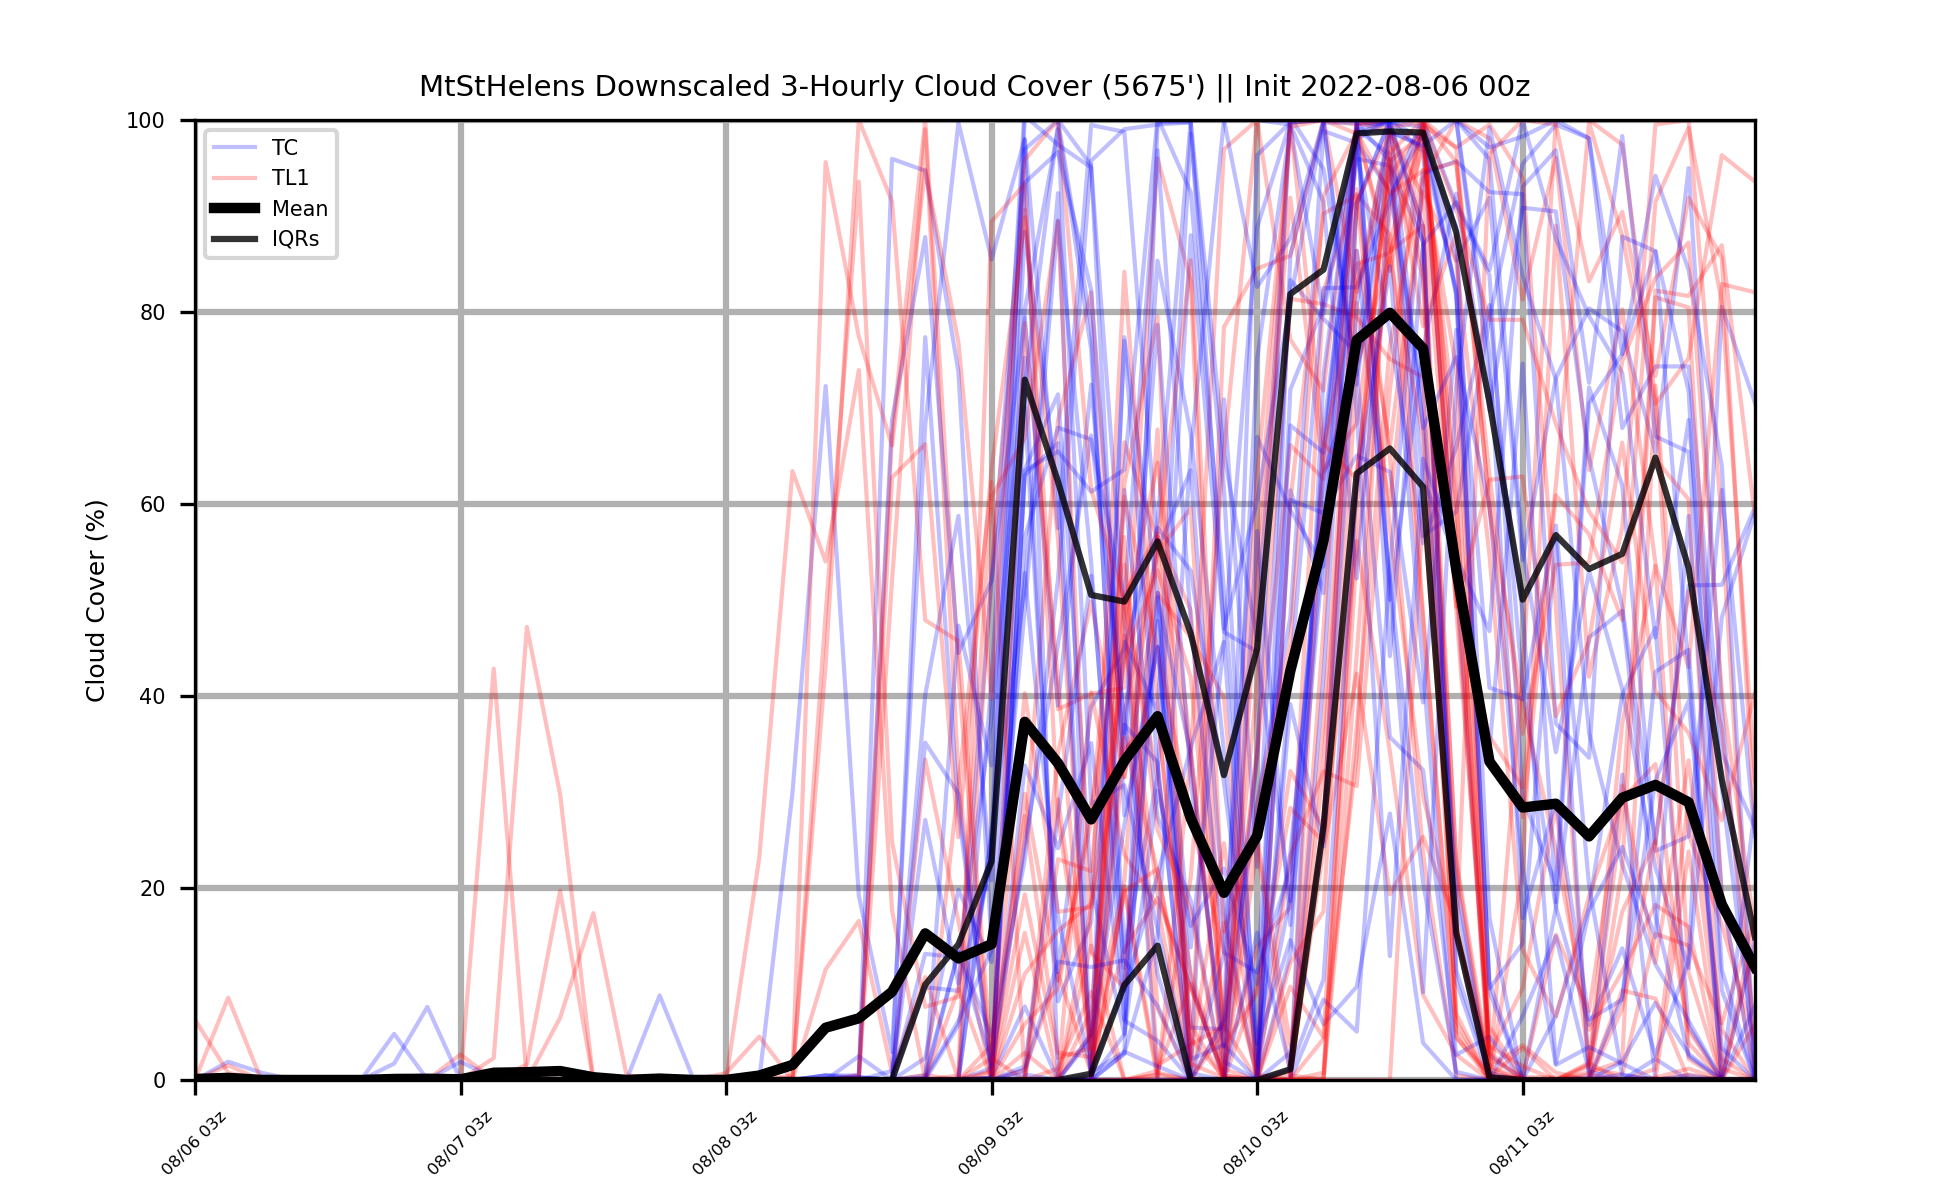 MtStHelens Downscaled 3-Hourly Cloud Cover (5675') || Init 2022-08-06 00z
TC
TL1
Mean
IQRs
Cloud Cover (%)
100
80
60
40
20
0
08/06 03z
08/07 03z
08/08 03z
08/09 03z
08/10 03z
08/11 03z